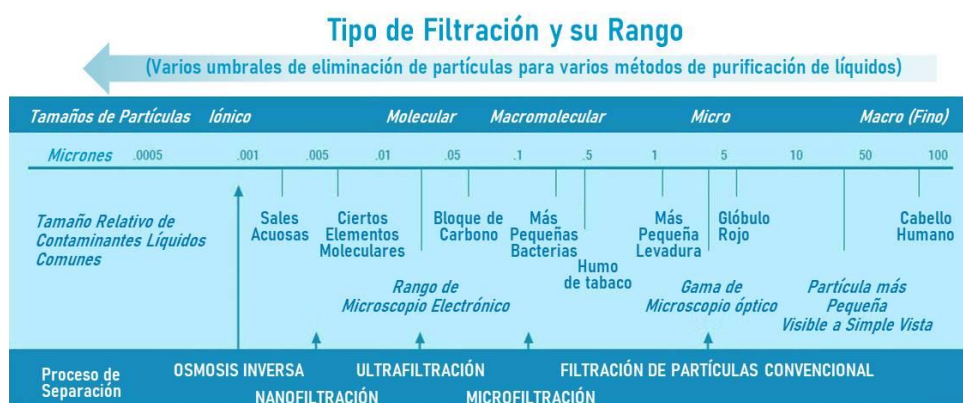 Tipo de Filtración y su Rango
(Varios umbrales de eliminación de partículas para varios métodos de purificación de líquidos)
Tamaños de Partículas Iónico Molecular Macromolecular Micro Macro (Fino)
Micrones .0005 .001 .005 .01 .05 .1 .5 1 5 10 50 100
Tamaño Relativo de
Contaminantes Líquidos
Comunes
Sales
Acuosas
Ciertos
Elementos
Moleculares
Bloque de
Carbono
Más
Pequeñas
Bacterias
Humo
de tabaco
Más
Pequeña
Levadura
Glóbulo
Rojo
Cabello
Humano
Rango de
Microscopio Electrónico
Gama de
Microscopio óptico
Partícula más
Pequeña
Visible a Simple Vista
Proceso de
Separación
OSMOSIS INVERSA
NANOFILTRACIÓN
ULTRAFILTRACIÓN
MICROFILTRACIÓN
FILTRACIÓN DE PARTÍCULAS CONVENCIONAL